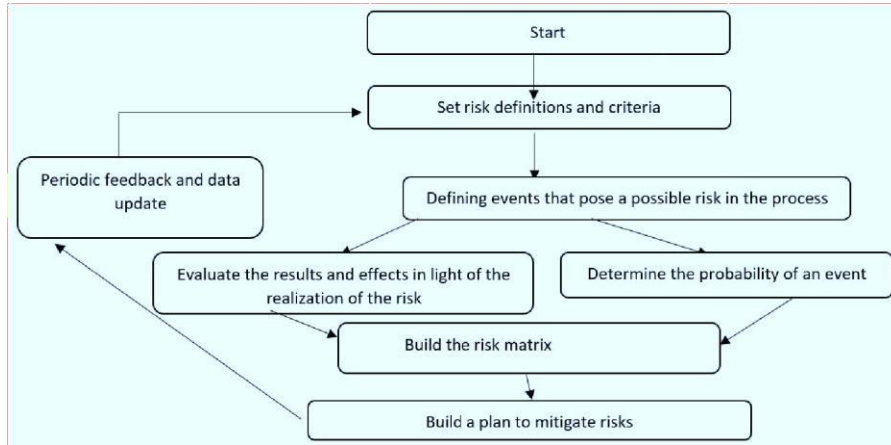 Start
Set risk definitions and criteria
Periodic feedback and data
update
Defining events that pose a possible risk in the process
Evaluate the results and effects in light of the
realization of the risk
Determine the probability of an event
Build the risk matrix
Build a plan to mitigate risks